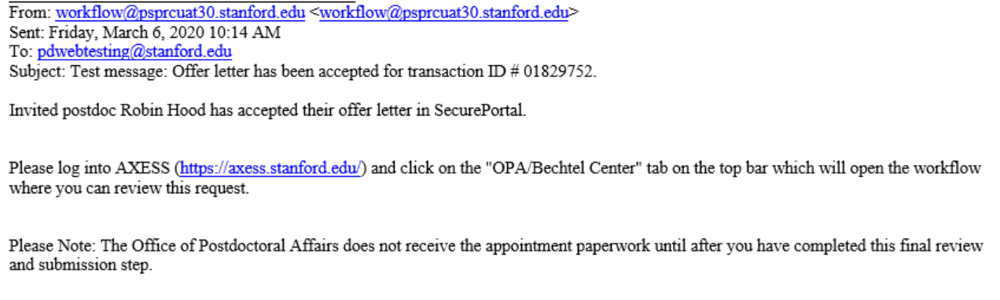 From: workflow@psprcuat30.stanford.edu <workflow@psprcuat30.stanford.edu>
Sent: Friday, March 6, 2020 10:14 AM
To: pdwebtesting@stanford.edu
Subject: Test message: Offer letter has been accepted for transaction ID # 01829752.
Invited postdoc Robin Hood has accepted their offer letter in SecurePortal.
Please log into AXESS (https://axess.stanford.edu/) and click on the "OPA/Bechtel Center" tab on the top bar which will open the workflow
where you can review this request.
Please Note: The Office of Postdoctoral Affairs does not receive the appointment paperwork until after you have completed this final review
and submission step.